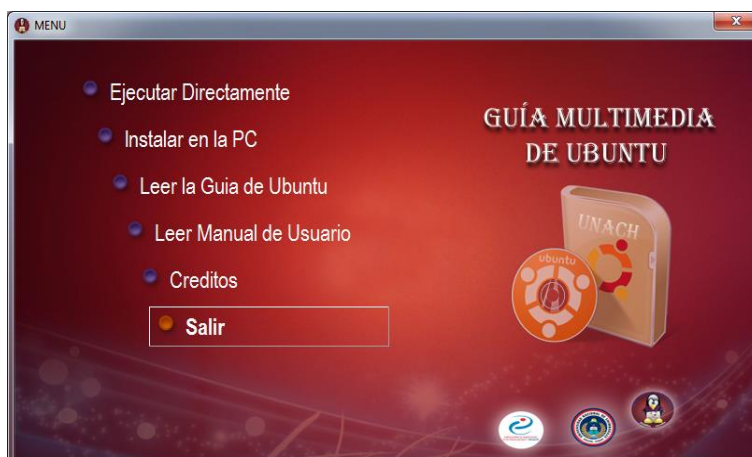 MENU
Ejecutar Directamente
Instalar en la PC
Leer la Guia de Ubuntu
Leer Manual de Usuario
Creditos
Salir
GUÍA MULTIMEDIA
DE UBUNTU
UNACH
ubuntu